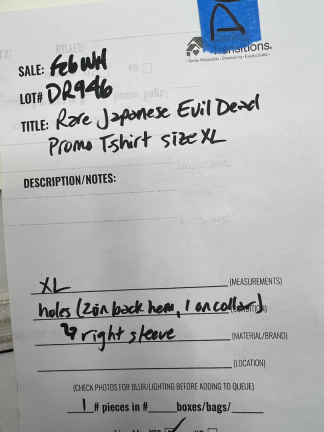 A
Transitions.
SALE: Feb WH
LOT# DR946
TITLE: Rare Japanese Evil Dead
Promo Tshirt size XL
DESCRIPTION/NOTES:
XL (MEASUREMENTS)
holes (2 on back hem, 1 on collar)
right sleeve (MATERIAL/BRAND)
(LOCATION)
(CHECK PHOTOS FOR BLUR/LIGHTING BEFORE ADDING TO QUEUE)
1 # pieces in # boxes/bags/